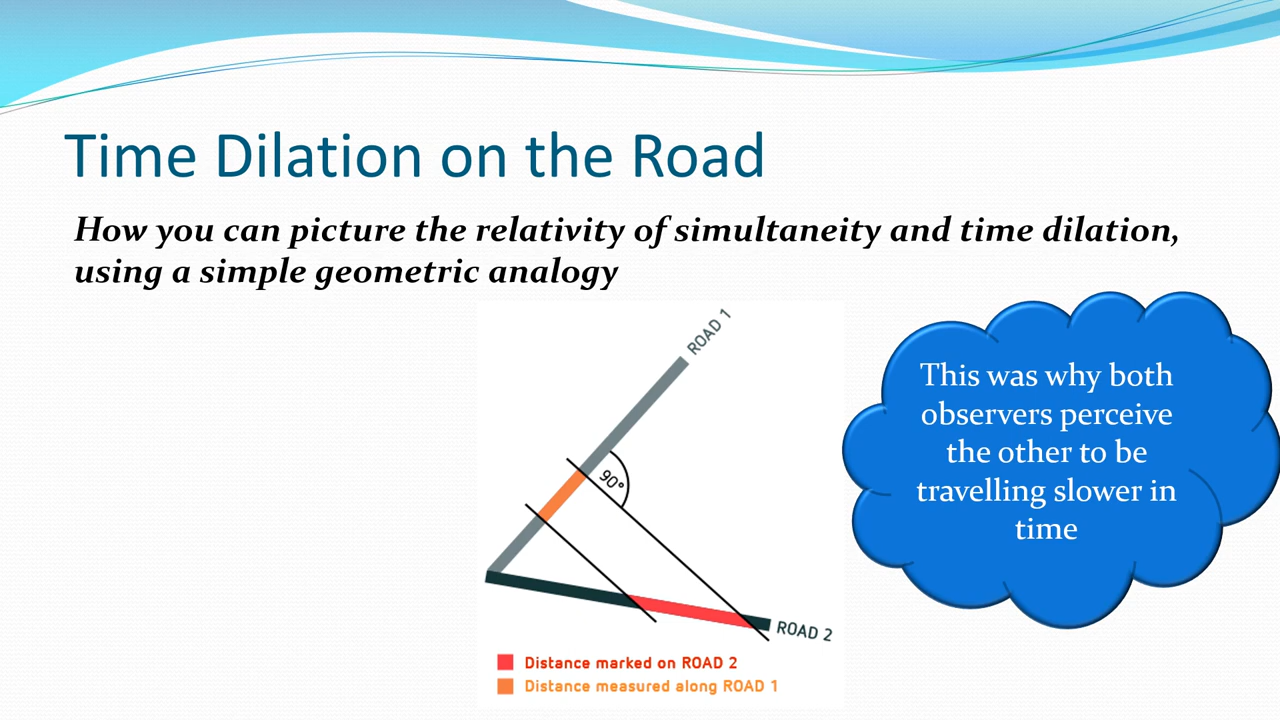 Time Dilation on the Road
How you can picture the relativity of simultaneity and time dilation,
using a simple geometric analogy
ROAD 1
90°
ROAD 2
Distance marked on ROAD 2
Distance measured along ROAD 1
This was why both
observers perceive
the other to be
travelling slower in
time